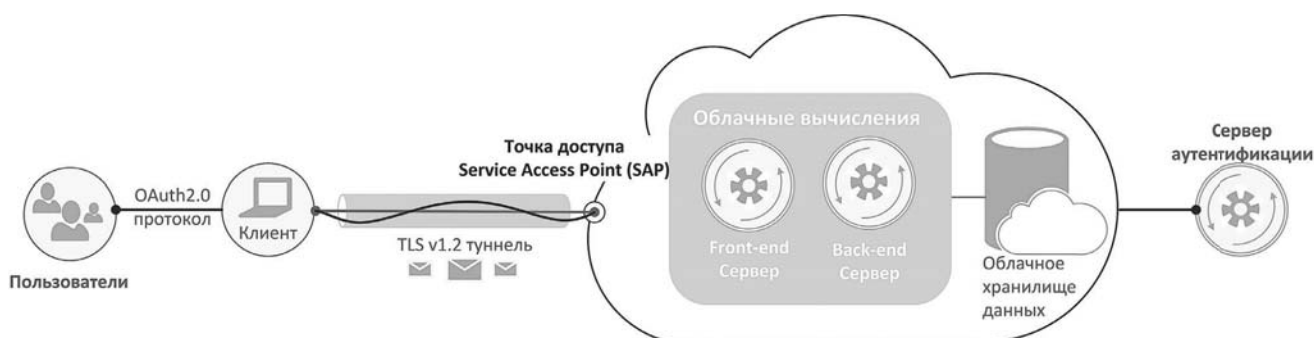 Пользователи
OAuth2.0
протокол
Клиент
TLS v1.2 туннель
Точка доступа
Service Access Point (SAP)
Облачные вычисления
Front-end
Сервер
Back-end
Сервер
Облачное
хранилище
данных
Сервер
аутентификации